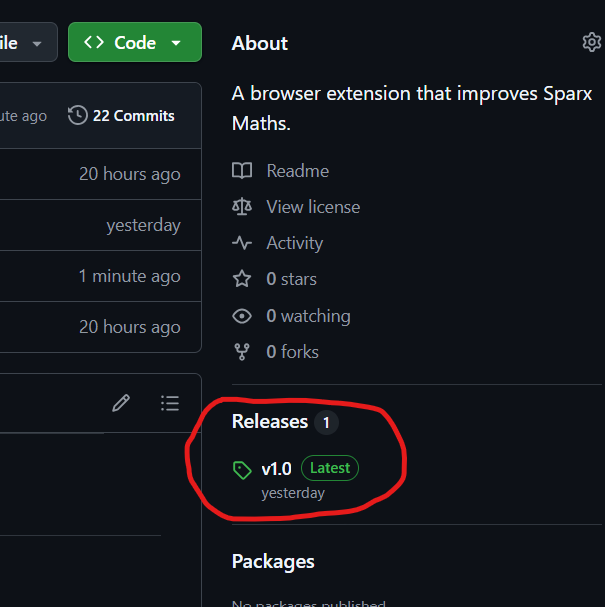 ile
Code
ute ago
22 Commits
20 hours ago
yesterday
1 minute ago
20 hours ago
About
A browser extension that improves Sparx
Maths.
Readme
View license
Activity
0 stars
0 watching
0 forks
Releases 1
v1.0 Latest
yesterday
Packages
No packages published